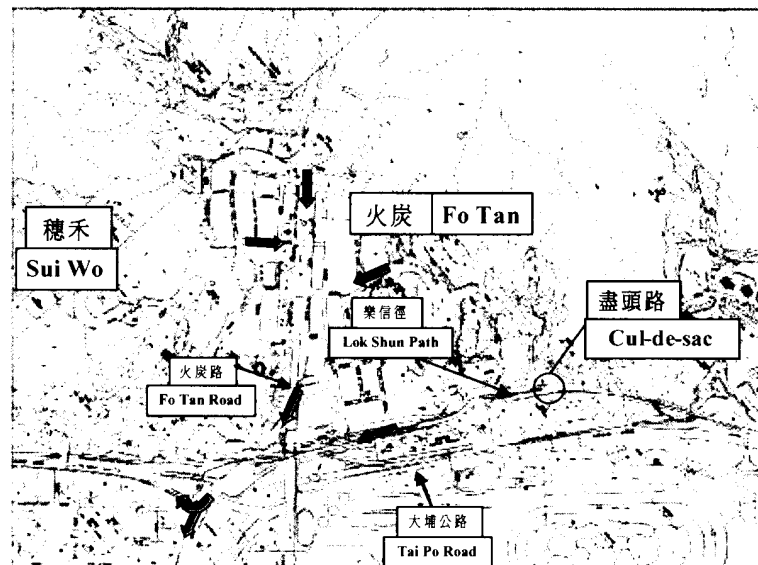 火炭 Fo Tan
穗禾
Sui Wo
盡頭路
Cul-de-sac
樂信徑
Lok Shun Path
火炭路
Fo Tan Road
大埔公路
Tai Po Road